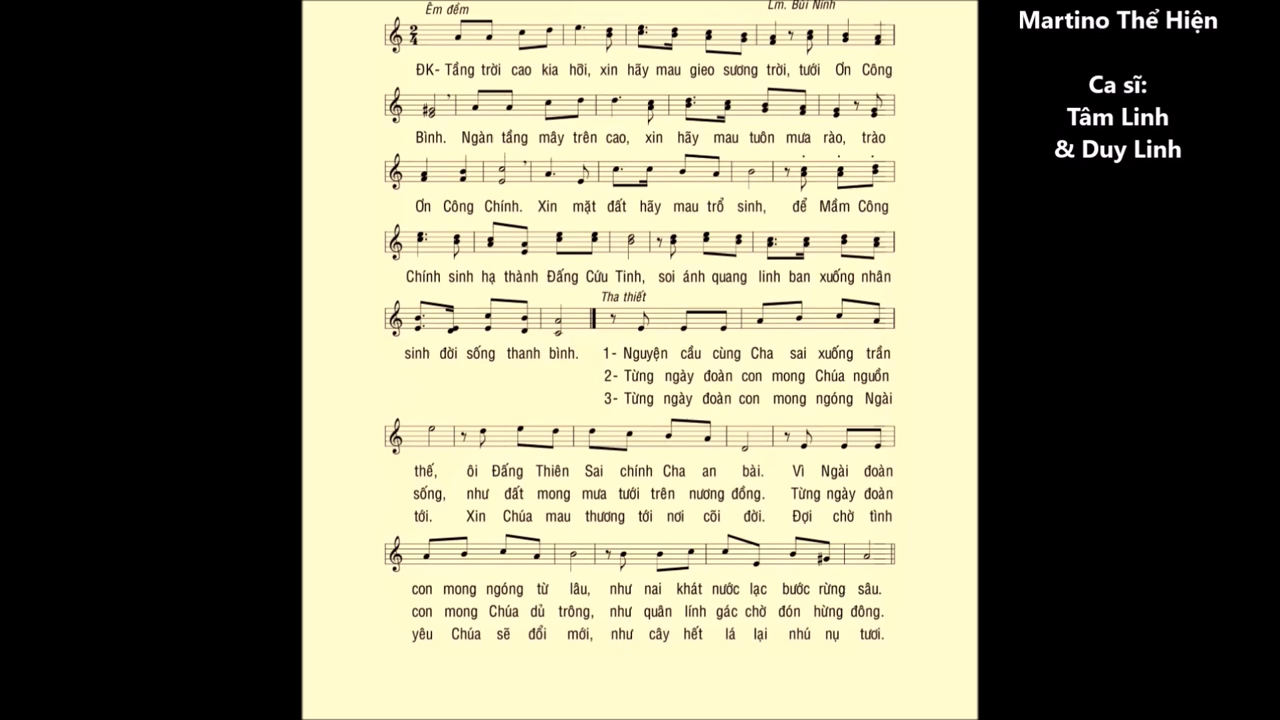 Êm đềm
Lm. Bùi Ninh
ĐK- Tầng trời cao kia hỡi, xin hãy mau gieo sương trời, tưới Ơn Công
Bình. Ngàn tầng mây trên cao, xin hãy mau tuôn mưa rào, trào
Ơn Công Chính. Xin mặt đất hãy mau trổ sinh, để Mầm Công
Chính sinh hạ thành Đấng Cứu Tinh, soi ánh quang linh ban xuống nhân
Tha thiết
sinh đời sống thanh bình. 1- Nguyện cầu cùng Cha sai xuống trần
2- Từng ngày đoàn con mong Chúa nguồn
3- Từng ngày đoàn con mong ngóng Ngài
thế, ôi Đấng Thiên Sai chính Cha an bài. Vì Ngài đoàn
sống, như đất mong mưa tưới trên nương đồng. Từng ngày đoàn
tới. Xin Chúa mau thương tới nơi cõi đời. Đợi chờ tình
con mong ngóng từ lâu, như nai khát nước lạc bước rừng sâu.
con mong Chúa dủ trông, như quân lính gác chờ đón hừng đông.
yêu Chúa sẽ đổi mới, như cây hết lá lại nhú nụ tươi.
Martino Thể Hiện
Ca sĩ:
Tâm Linh
& Duy Linh